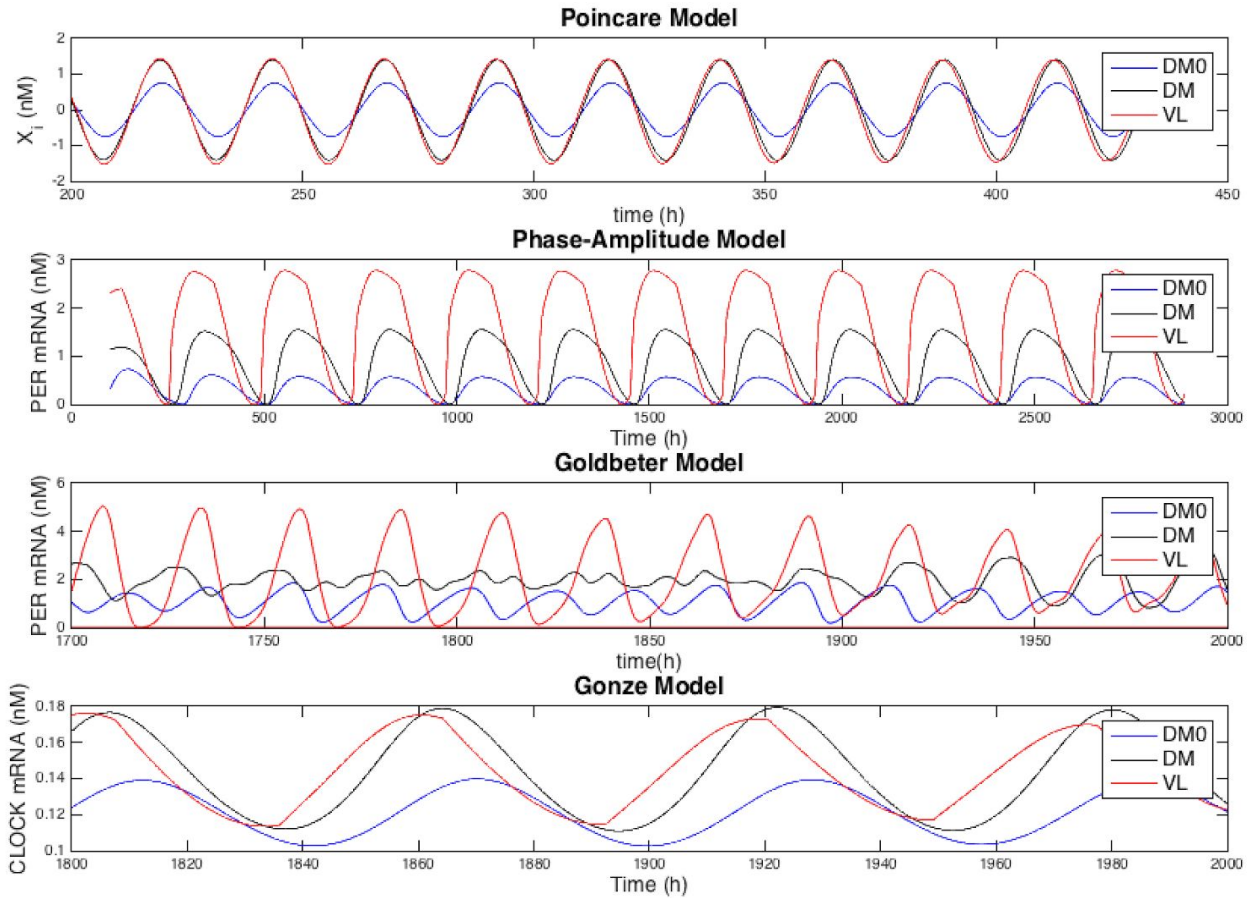 Poincare Model
X_i (nM)
2
1
0
-1
-2
200
250
300
350
400
450
time (h)
DM0
DM
VL
Phase-Amplitude Model
PER mRNA (nM)
3
2
1
0
0
500
1000
1500
2000
2500
3000
Time (h)
DM0
DM
VL
Goldbeter Model
PER mRNA (nM)
6
4
2
0
1700
1750
1800
1850
1900
1950
2000
time(h)
DM0
DM
VL
Gonze Model
CLOCK mRNA (nM)
0.18
0.16
0.14
0.12
0.1
1800
1820
1840
1860
1880
1900
1920
1940
1960
1980
2000
Time (h)
DM0
DM
VL